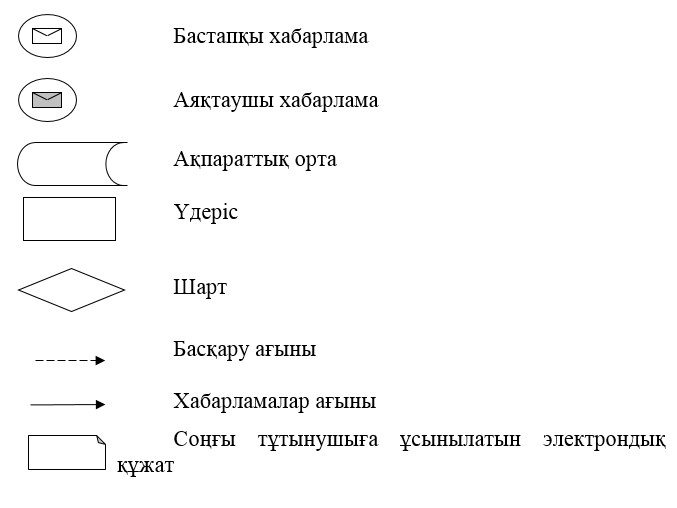 Бастапқы хабарлама
Аяқтаушы хабарлама
Ақпараттық орта
Үдеріс
Шарт
Басқару ағыны
Хабарламалар ағыны
Соңғы тұтынушыға ұсынылатын электрондық
құжат